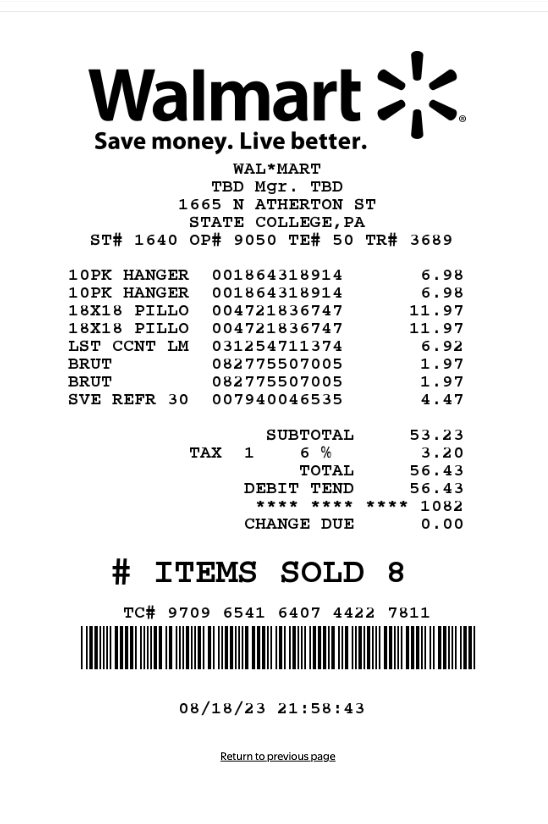 Walmart
®
Save money. Live better.
WAL*MART
TBD Mgr. TBD
1665 N ATHERTON ST
STATE COLLEGE,PA
ST# 1640 OP# 9050 TE# 50 TR# 3689
10PK HANGER 001864318914 6.98
10PK HANGER 001864318914 6.98
18X18 PILLO 004721836747 11.97
18X18 PILLO 004721836747 11.97
LST CCNT LM 031254711374 6.92
BRUT 082775507005 1.97
BRUT 082775507005 1.97
SVE REFR 30 007940046535 4.47
SUBTOTAL 53.23
TAX 1 6 % 3.20
TOTAL 56.43
DEBIT TEND 56.43
**** **** **** 1082
CHANGE DUE 0.00
# ITEMS SOLD 8
TC# 9709 6541 6407 4422 7811
08/18/23 21:58:43
Return to previous page